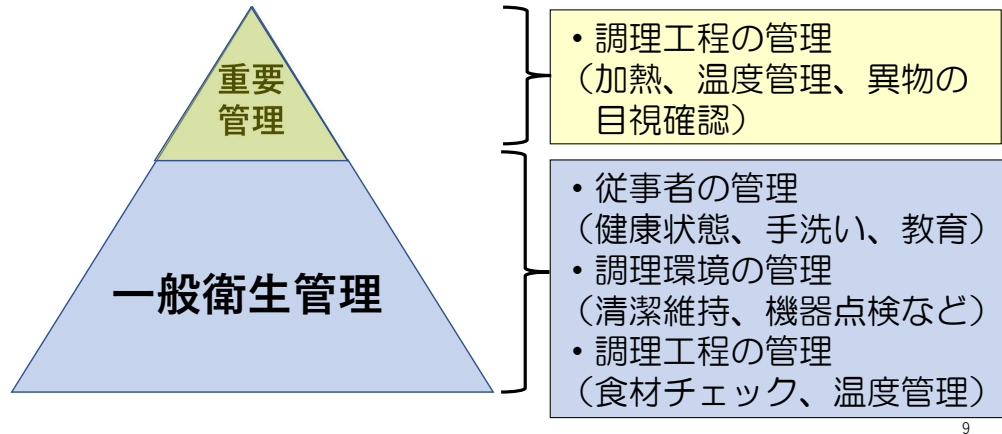 重要
管理
・調理工程の管理
(加熱、温度管理、異物の
目視確認)
一般衛生管理
・従事者の管理
(健康状態、手洗い、教育)
・調理環境の管理
(清潔維持、機器点検など)
・調理工程の管理
(食材チェック、温度管理)
9